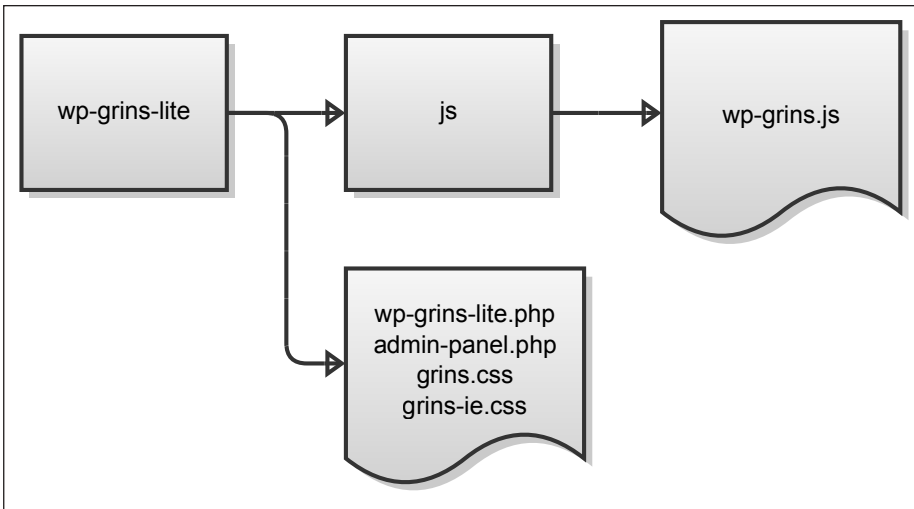 wp-grins-lite
js
wp-grins.js
wp-grins-lite.php
admin-panel.php
grins.css
grins-ie.css